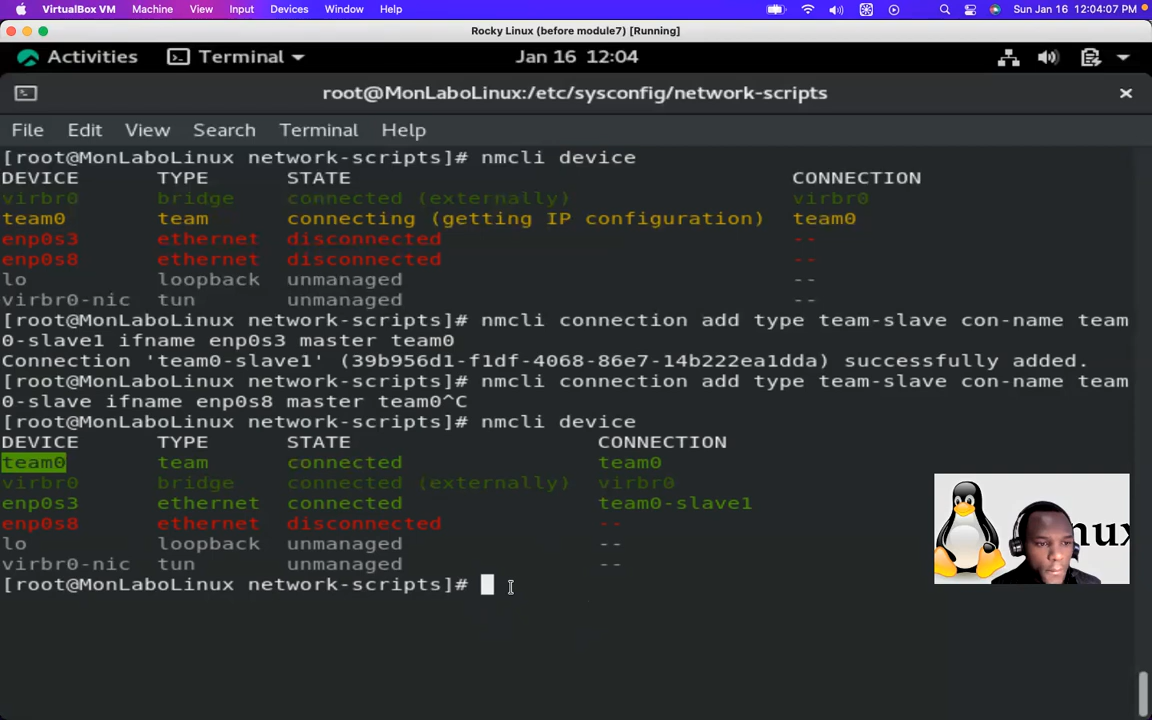 VirtualBox VM Machine View Input Devices Window Help Sun Jan 16 12:04:07 PM
Rocky Linux (before module7) [Running]
Activities Terminal Jan 16 12:04
root@MonLaboLinux:/etc/sysconfig/network-scripts
File Edit View Search Terminal Help
[root@MonLaboLinux network-scripts]# nmcli device
DEVICE TYPE STATE CONNECTION
virbr0 bridge connected (externally) virbr0
team0 team connecting (getting IP configuration) team0
enp0s3 ethernet disconnected --
enp0s8 ethernet disconnected --
lo loopback unmanaged --
virbr0-nic tun unmanaged --
[root@MonLaboLinux network-scripts]# nmcli connection add type team-slave con-name team
0-slave1 ifname enp0s3 master team0
Connection 'team0-slave1' (39b956d1-f1df-4068-86e7-14b222ea1dda) successfully added.
[root@MonLaboLinux network-scripts]# nmcli connection add type team-slave con-name team
0-slave ifname enp0s8 master team0^C
[root@MonLaboLinux network-scripts]# nmcli device
DEVICE TYPE STATE CONNECTION
team0 team connected team0
virbr0 bridge connected (externally) virbr0
enp0s3 ethernet connected team0-slave1
enp0s8 ethernet disconnected --
lo loopback unmanaged --
virbr0-nic tun unmanaged --
[root@MonLaboLinux network-scripts]#